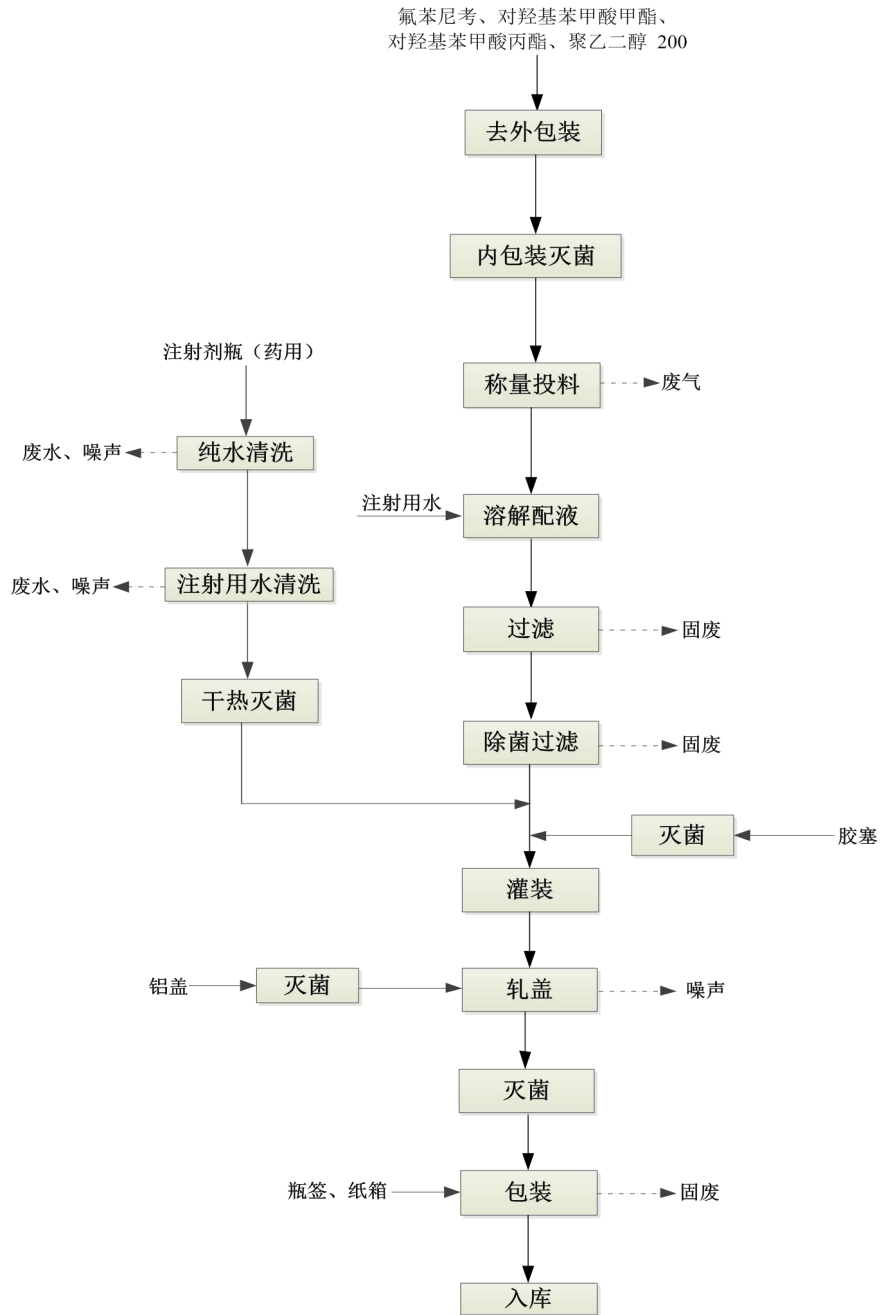 氟苯尼考、对羟基苯甲酸甲酯、
对羟基苯甲酸丙酯、聚乙二醇 200
去外包装
内包装灭菌
注射剂瓶（药用）
称量投料
废气
废水、噪声
纯水清洗
注射用水
溶解配液
废水、噪声
注射用水清洗
过滤
固废
干热灭菌
除菌过滤
固废
灭菌
胶塞
灌装
铝盖
灭菌
轧盖
噪声
灭菌
瓶签、纸箱
包装
固废
入库